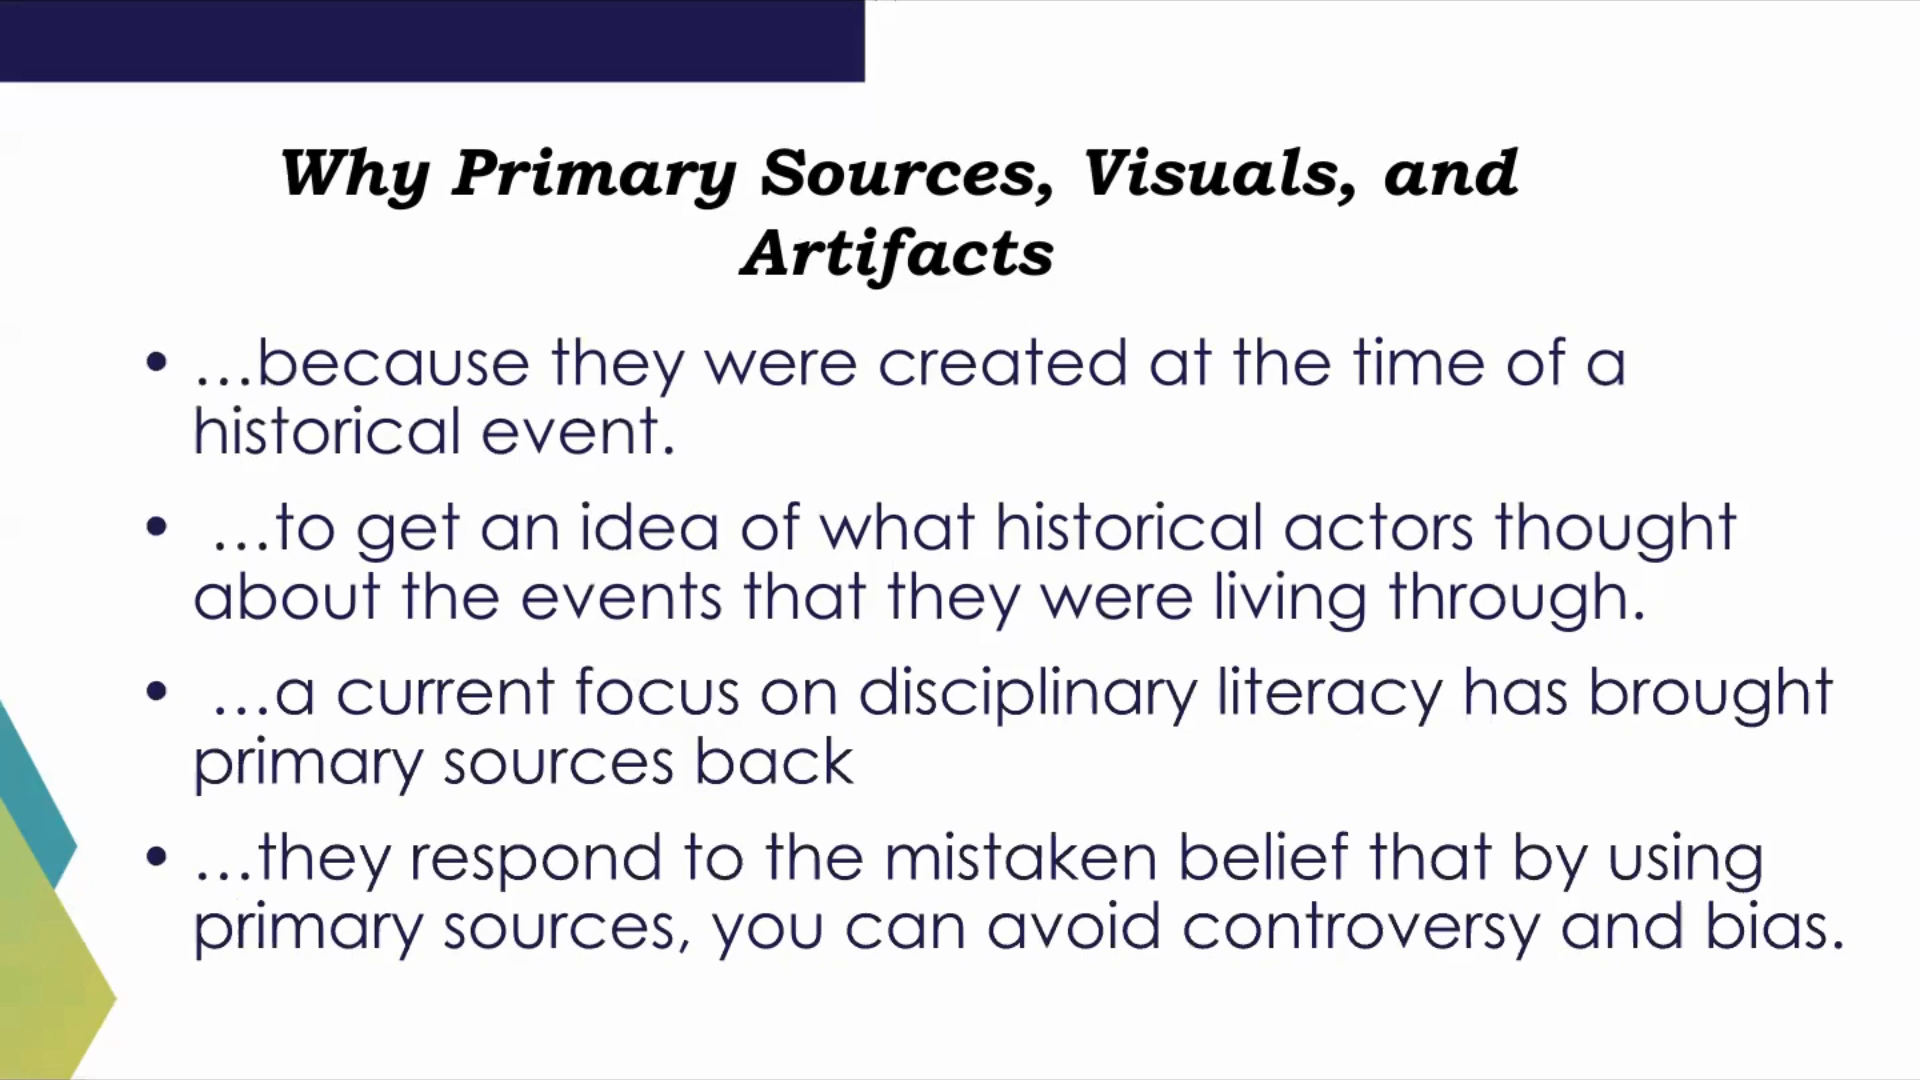 Why Primary Sources, Visuals, and
Artifacts
• …because they were created at the time of a
historical event.
• …to get an idea of what historical actors thought
about the events that they were living through.
• …a current focus on disciplinary literacy has brought
primary sources back
• …they respond to the mistaken belief that by using
primary sources, you can avoid controversy and bias.